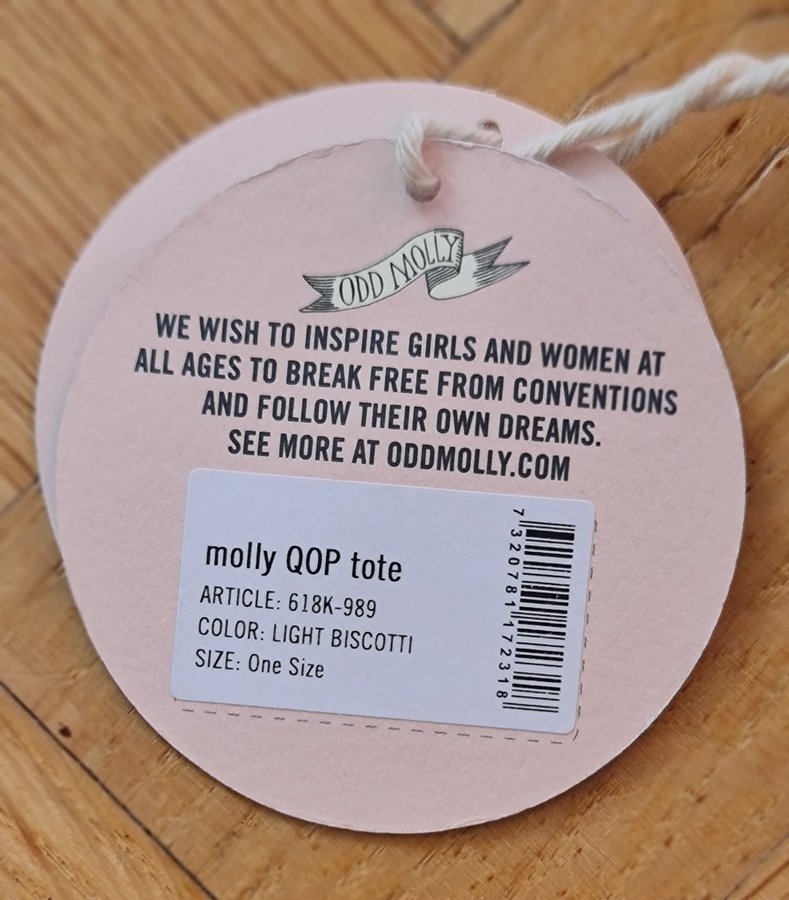 ODD MOLLY
WE WISH TO INSPIRE GIRLS AND WOMEN AT
ALL AGES TO BREAK FREE FROM CONVENTIONS
AND FOLLOW THEIR OWN DREAMS.
SEE MORE AT ODDMOLLY.COM
molly QOP tote
ARTICLE: 618K-989
COLOR: LIGHT BISCOTTI
SIZE: One Size
7 320781 172318